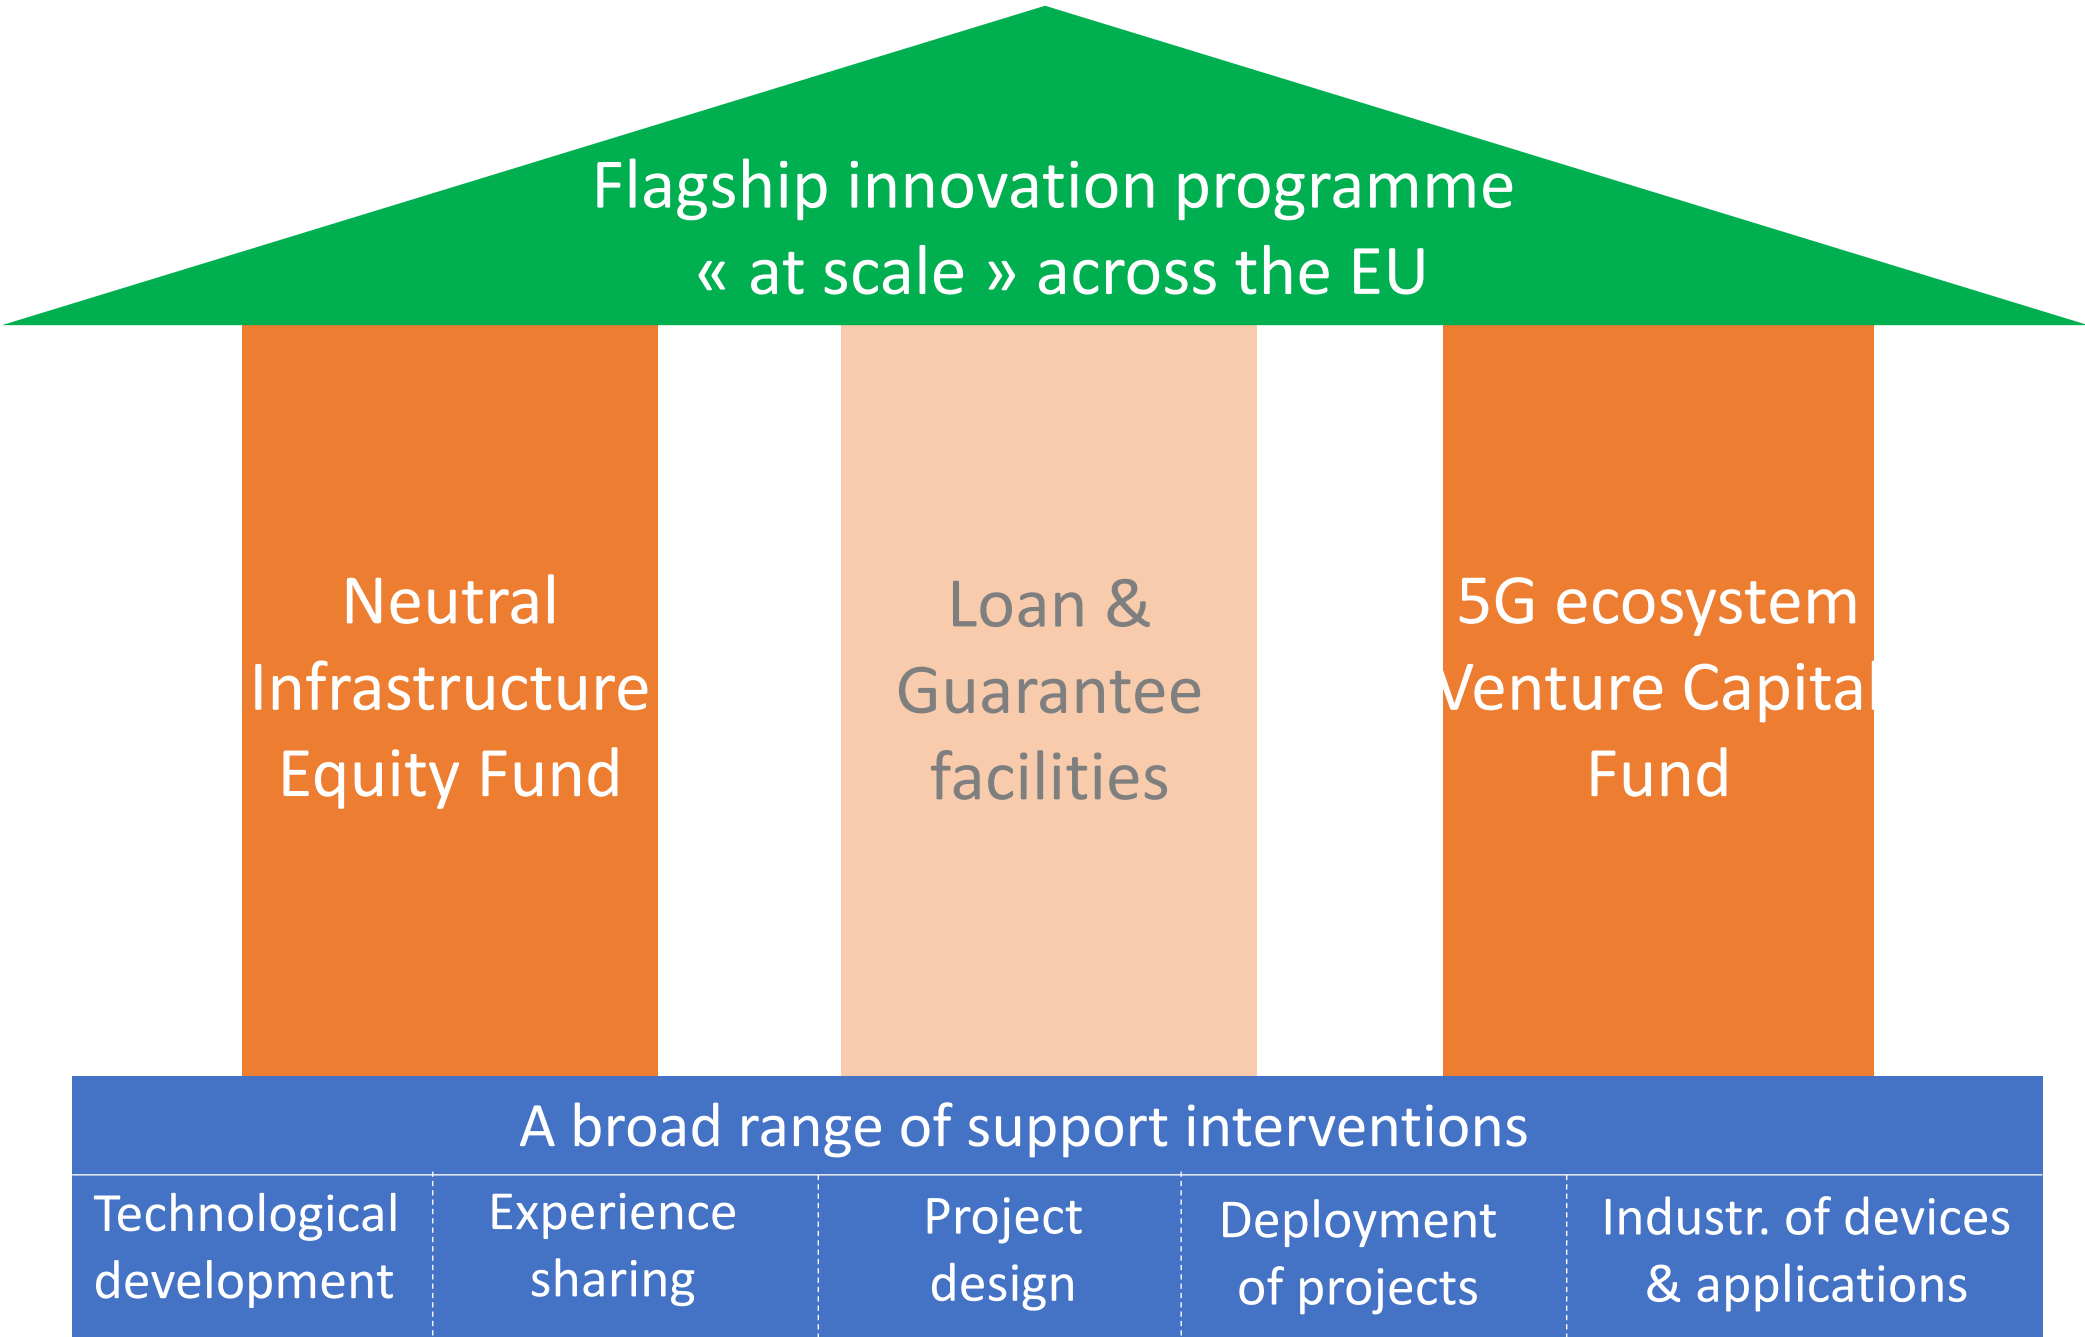 Flagship innovation programme
« at scale » across the EU
Neutral
Infrastructure
Equity Fund
Loan &
Guarantee
facilities
5G ecosystem
Venture Capital
Fund
A broad range of support interventions
Technological
development
Experience
sharing
Project
design
Deployment
of projects
Industr. of devices
& applications